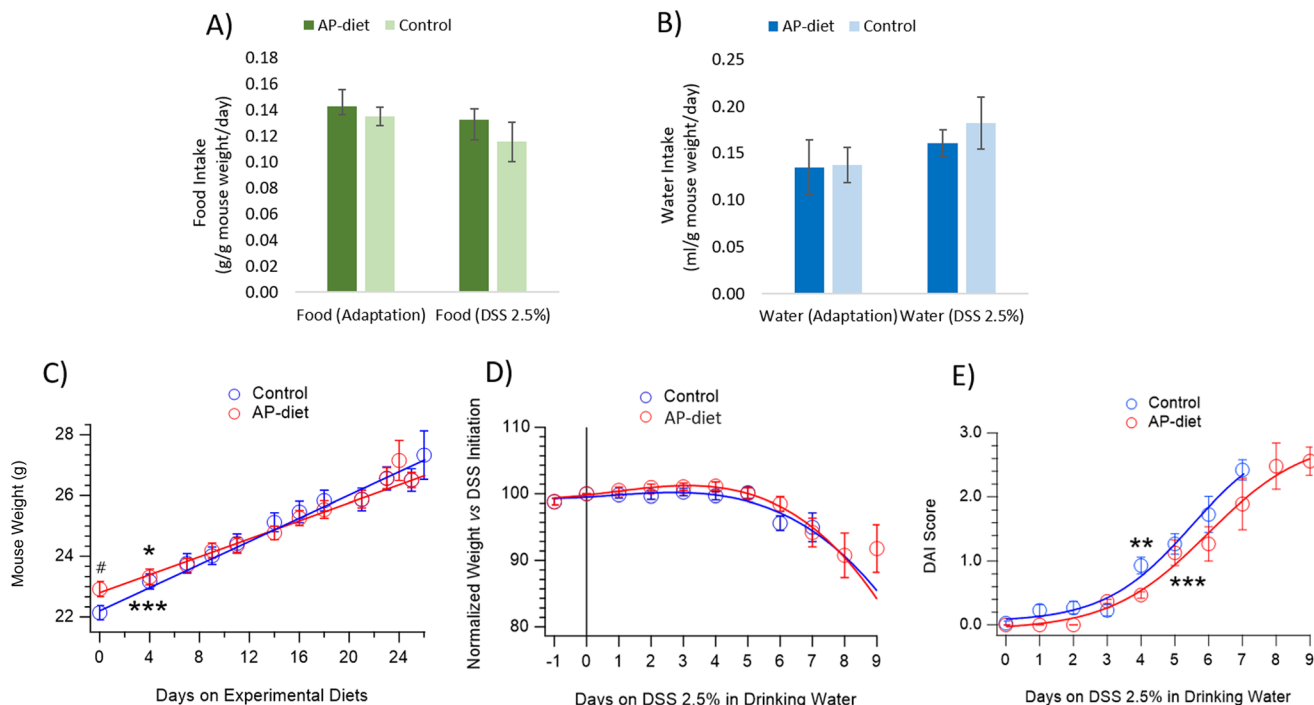 A)
AP-diet Control
0.18
0.16
0.14
0.12
0.10
0.08
0.06
0.04
0.02
0.00
Food Intake
(g/g mouse weight/day)
Food (Adaptation) Food (DSS 2.5%)
B)
AP-diet Control
0.25
0.20
0.15
0.10
0.05
0.00
Water Intake
(ml/g mouse weight/day)
Water (Adaptation) Water (DSS 2.5%)
C)
Control
AP-diet
28
26
24
22
Mouse Weight (g)
*
#
***
0 4 8 12 16 20 24
Days on Experimental Diets
D)
Control
AP-diet
110
100
90
80
Normalized Weight vs DSS Initiation
-1 0 1 2 3 4 5 6 7 8 9
Days on DSS 2.5% in Drinking Water
E)
Control
AP-diet
3.0
2.0
1.0
0.0
DAI Score
**
***
0 1 2 3 4 5 6 7 8 9
Days on DSS 2.5% in Drinking Water